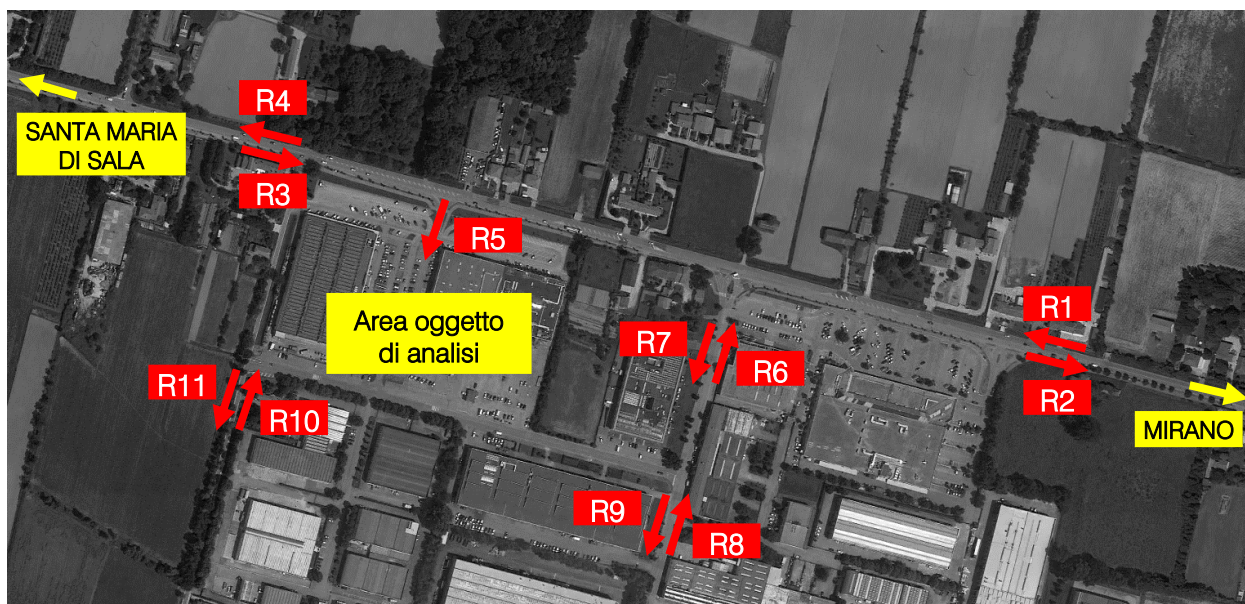 R4
SANTA MARIA
DI SALA
R3
R5
R1
Area oggetto
di analisi
R7
R6
R11
R2
R10
MIRANO
R9
R8